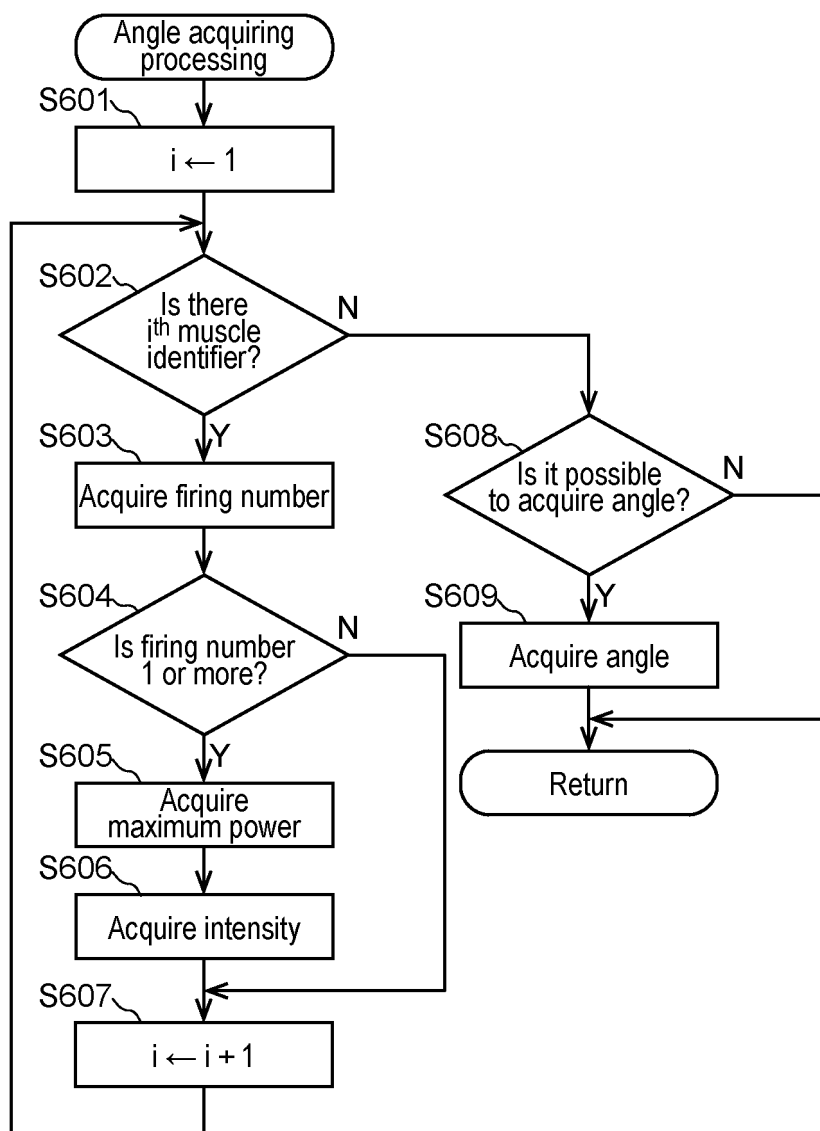 Angle acquiring
processing
S601
i ← 1
S602
Is there
ith muscle
identifier?
N
Y
S603
Acquire firing number
S604
Is firing number
1 or more?
N
Y
S605
Acquire
maximum power
S606
Acquire intensity
S607
i ← i + 1
S608
Is it possible
to acquire angle?
N
Y
S609
Acquire angle
Return